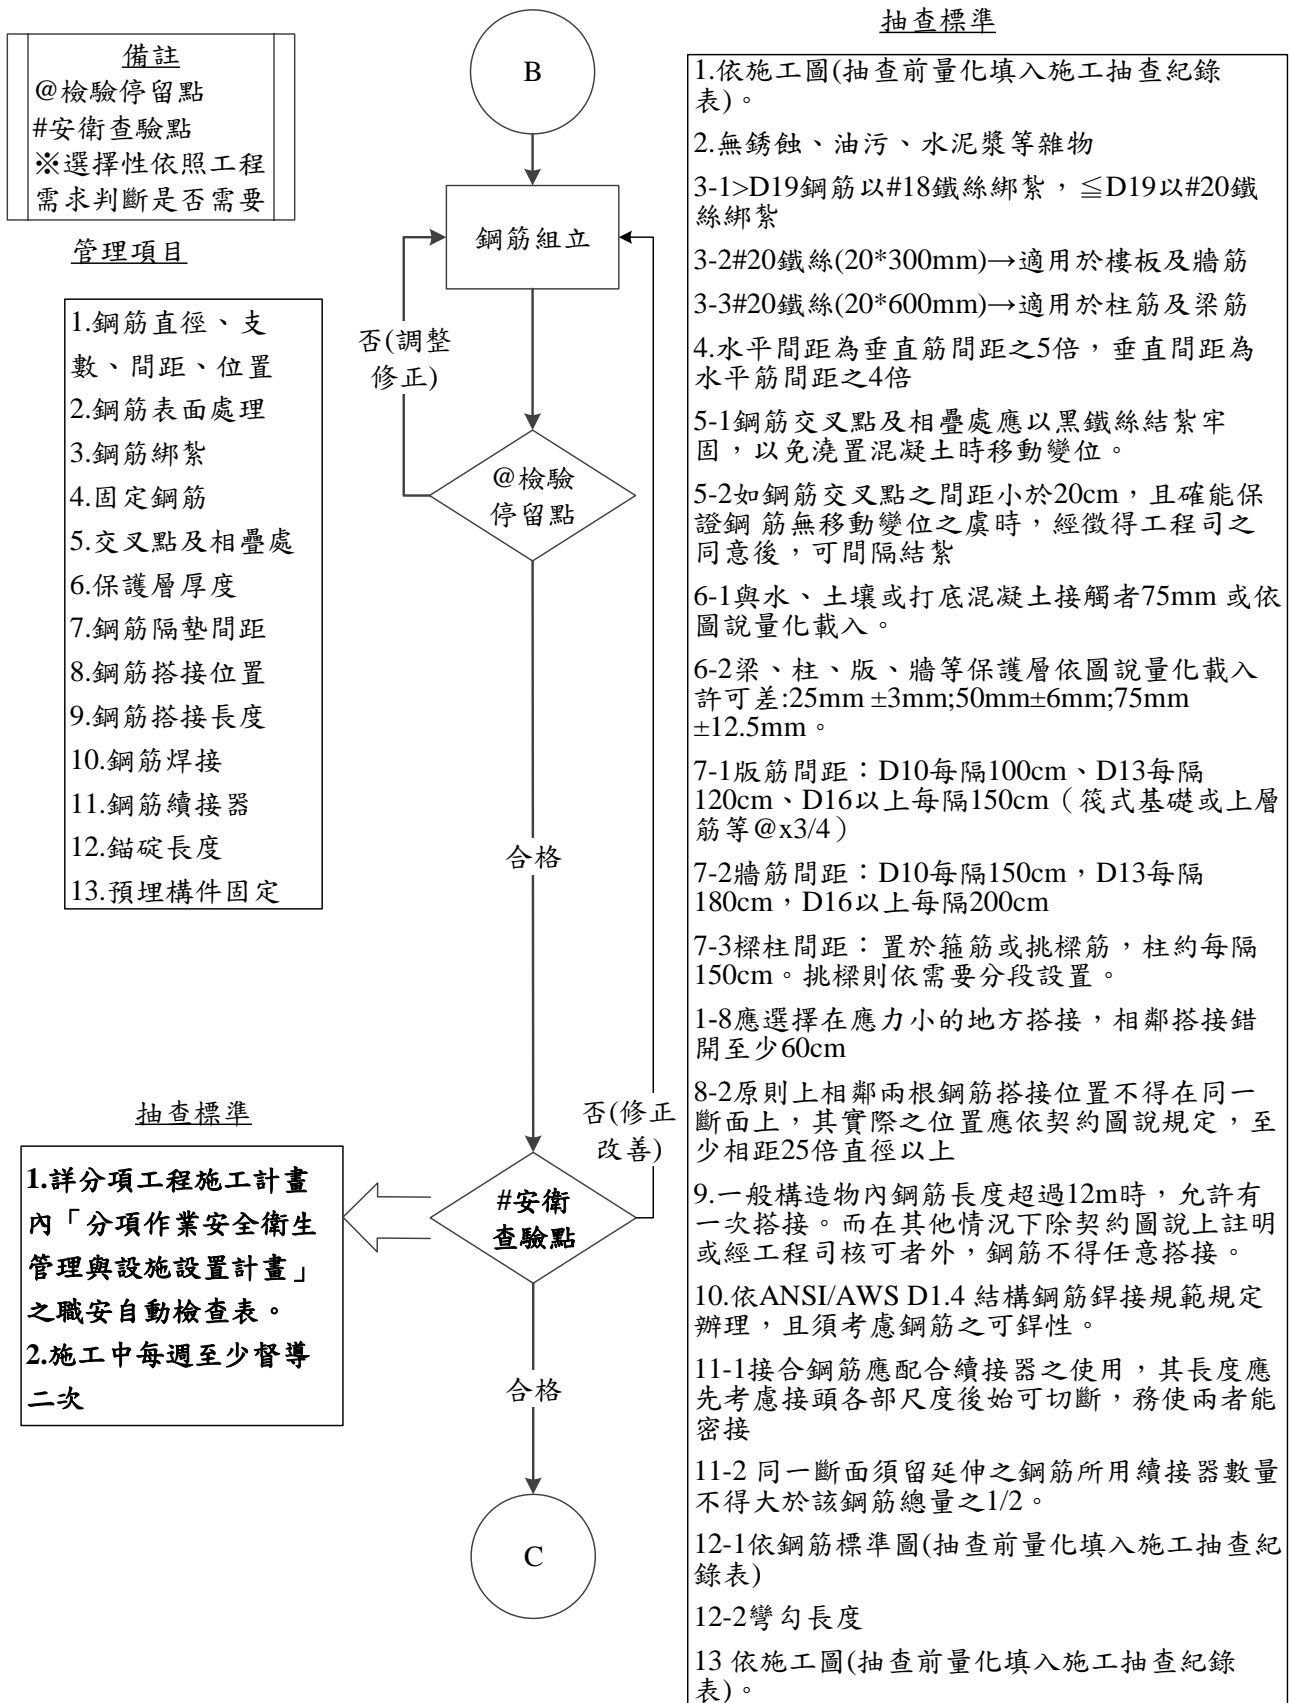 備註
@檢驗停留點
#安衛查驗點
※選擇性依照工程
需求判斷是否需要
管理項目
1.鋼筋直徑、支
數、間距、位置
2.鋼筋表面處理
3.鋼筋綁紮
4.固定鋼筋
5.交叉點及相疊處
6.保護層厚度
7.鋼筋隔墊間距
8.鋼筋搭接位置
9.鋼筋搭接長度
10.鋼筋焊接
11.鋼筋續接器
12.錨碇長度
13.預埋構件固定
抽查標準
1.詳分項工程施工計畫
內「分項作業安全衛生
管理與設施設置計畫」
之職安自動檢查表。
2.施工中每週至少督導
二次
B
鋼筋組立
否(調整
修正)
@檢驗
停留點
合格
否(修正
改善)
#安衛
查驗點
合格
C
抽查標準
1.依施工圖(抽查前量化填入施工抽查紀錄
表)。
2.無銹蝕、油污、水泥漿等雜物
3-1>D19鋼筋以#18鐵絲綁紮，≦D19以#20鐵
絲綁紮
3-2#20鐵絲(20*300mm)→適用於樓板及牆筋
3-3#20鐵絲(20*600mm)→適用於柱筋及梁筋
4.水平間距為垂直筋間距之5倍，垂直間距為
水平筋間距之4倍
5-1鋼筋交叉點及相疊處應以黑鐵絲結紮牢
固，以免澆置混凝土時移動變位。
5-2如鋼筋交叉點之間距小於20cm，且確能保
證鋼 筋無移動變位之虞時，經徵得工程司之
同意後，可間隔結紮
6-1與水、土壤或打底混凝土接觸者75mm 或依
圖說量化載入。
6-2梁、柱、版、牆等保護層依圖說量化載入
許可差:25mm ±3mm;50mm±6mm;75mm
±12.5mm。
7-1版筋間距：D10每隔100cm、D13每隔
120cm、D16以上每隔150cm（筏式基礎或上層
筋等@x3/4）
7-2牆筋間距：D10每隔150cm，D13每隔
180cm，D16以上每隔200cm
7-3樑柱間距：置於箍筋或挑樑筋，柱約每隔
150cm。挑樑則依需要分段設置。
1-8應選擇在應力小的地方搭接，相鄰搭接錯
開至少60cm
8-2原則上相鄰兩根鋼筋搭接位置不得在同一
斷面上，其實際之位置應依契約圖說規定，至
少相距25倍直徑以上
9.一般構造物內鋼筋長度超過12m時，允許有
一次搭接。而在其他情況下除契約圖說上註明
或經工程司核可者外，鋼筋不得任意搭接。
10.依ANSI/AWS D1.4 結構鋼筋銲接規範規定
辦理，且須考慮鋼筋之可銲性。
11-1接合鋼筋應配合續接器之使用，其長度應
先考慮接頭各部尺度後始可切斷，務使兩者能
密接
11-2 同一斷面須留延伸之鋼筋所用續接器數量
不得大於該鋼筋總量之1/2。
12-1依鋼筋標準圖(抽查前量化填入施工抽查紀
錄表)
12-2彎勾長度
13 依施工圖(抽查前量化填入施工抽查紀錄
表)。